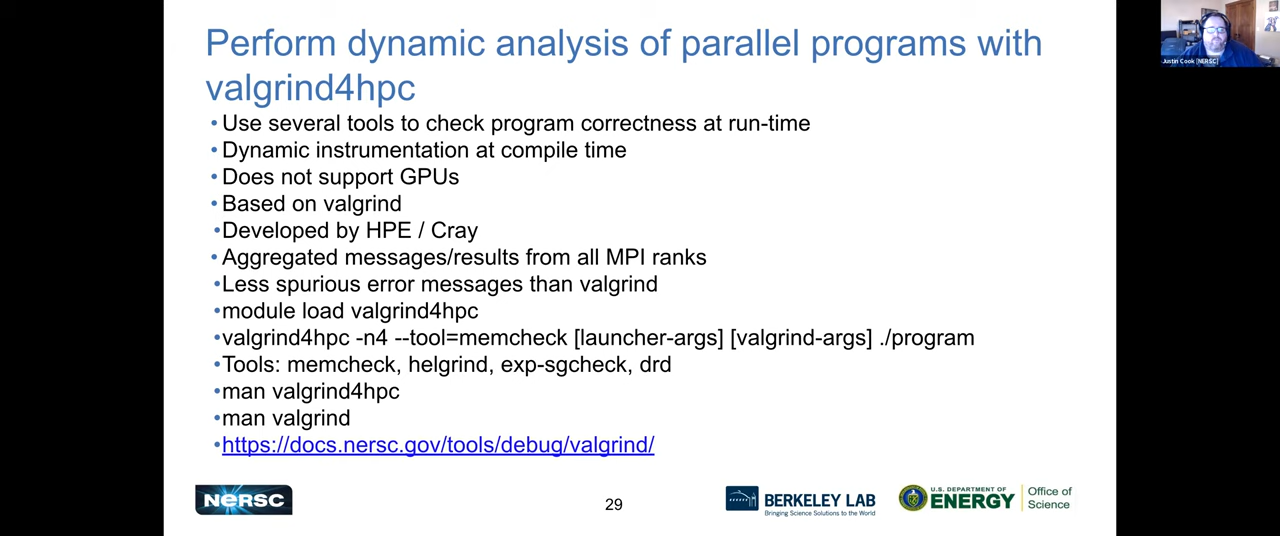 Perform dynamic analysis of parallel programs with
valgrind4hpc
•Use several tools to check program correctness at run-time
•Dynamic instrumentation at compile time
•Does not support GPUs
•Based on valgrind
•Developed by HPE / Cray
•Aggregated messages/results from all MPI ranks
•Less spurious error messages than valgrind
•module load valgrind4hpc
•valgrind4hpc -n4 --tool=memcheck [launcher-args] [valgrind-args] ./program
•Tools: memcheck, helgrind, exp-sgcheck, drd
•man valgrind4hpc
•man valgrind
•https://docs.nersc.gov/tools/debug/valgrind/
NERSC
29
BERKELEY LAB
Bringing Science Solutions to the World
U.S. DEPARTMENT OF
ENERGY
Office of
Science
Justin Cook [NERSC]